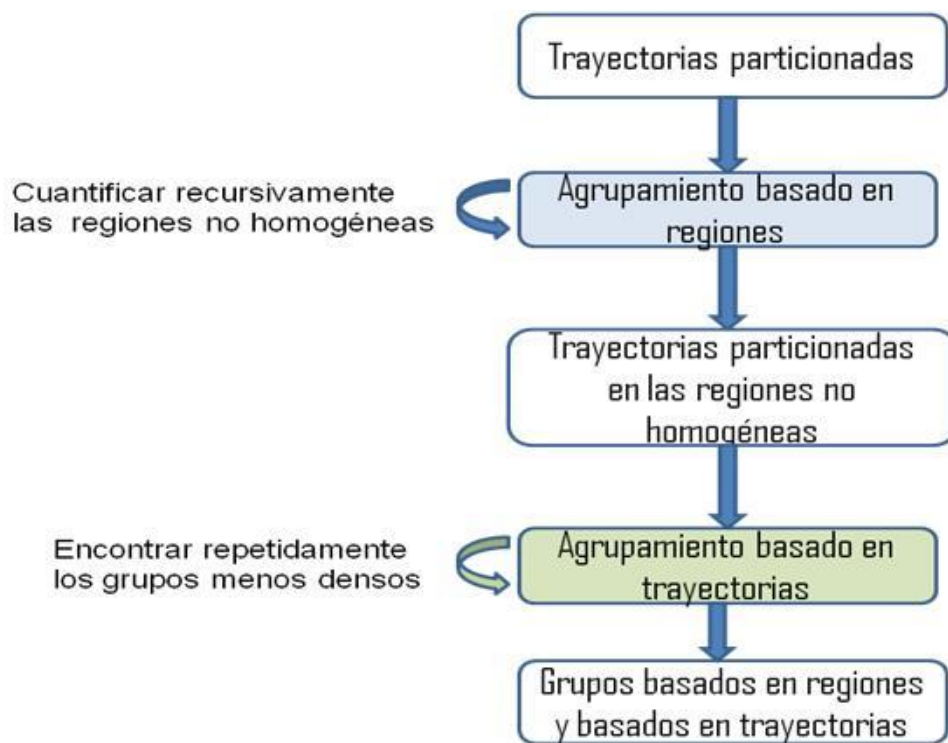 Trayectorias particionadas
Cuantificar recursivamente
las regiones no homogéneas
Agrupamiento basado en
regiones
Trayectorias particionadas
en las regiones no
homogéneas
Encontrar repetidamente
los grupos menos densos
Agrupamiento basado en
trayectorias
Grupos basados en regiones
y basados en trayectorias